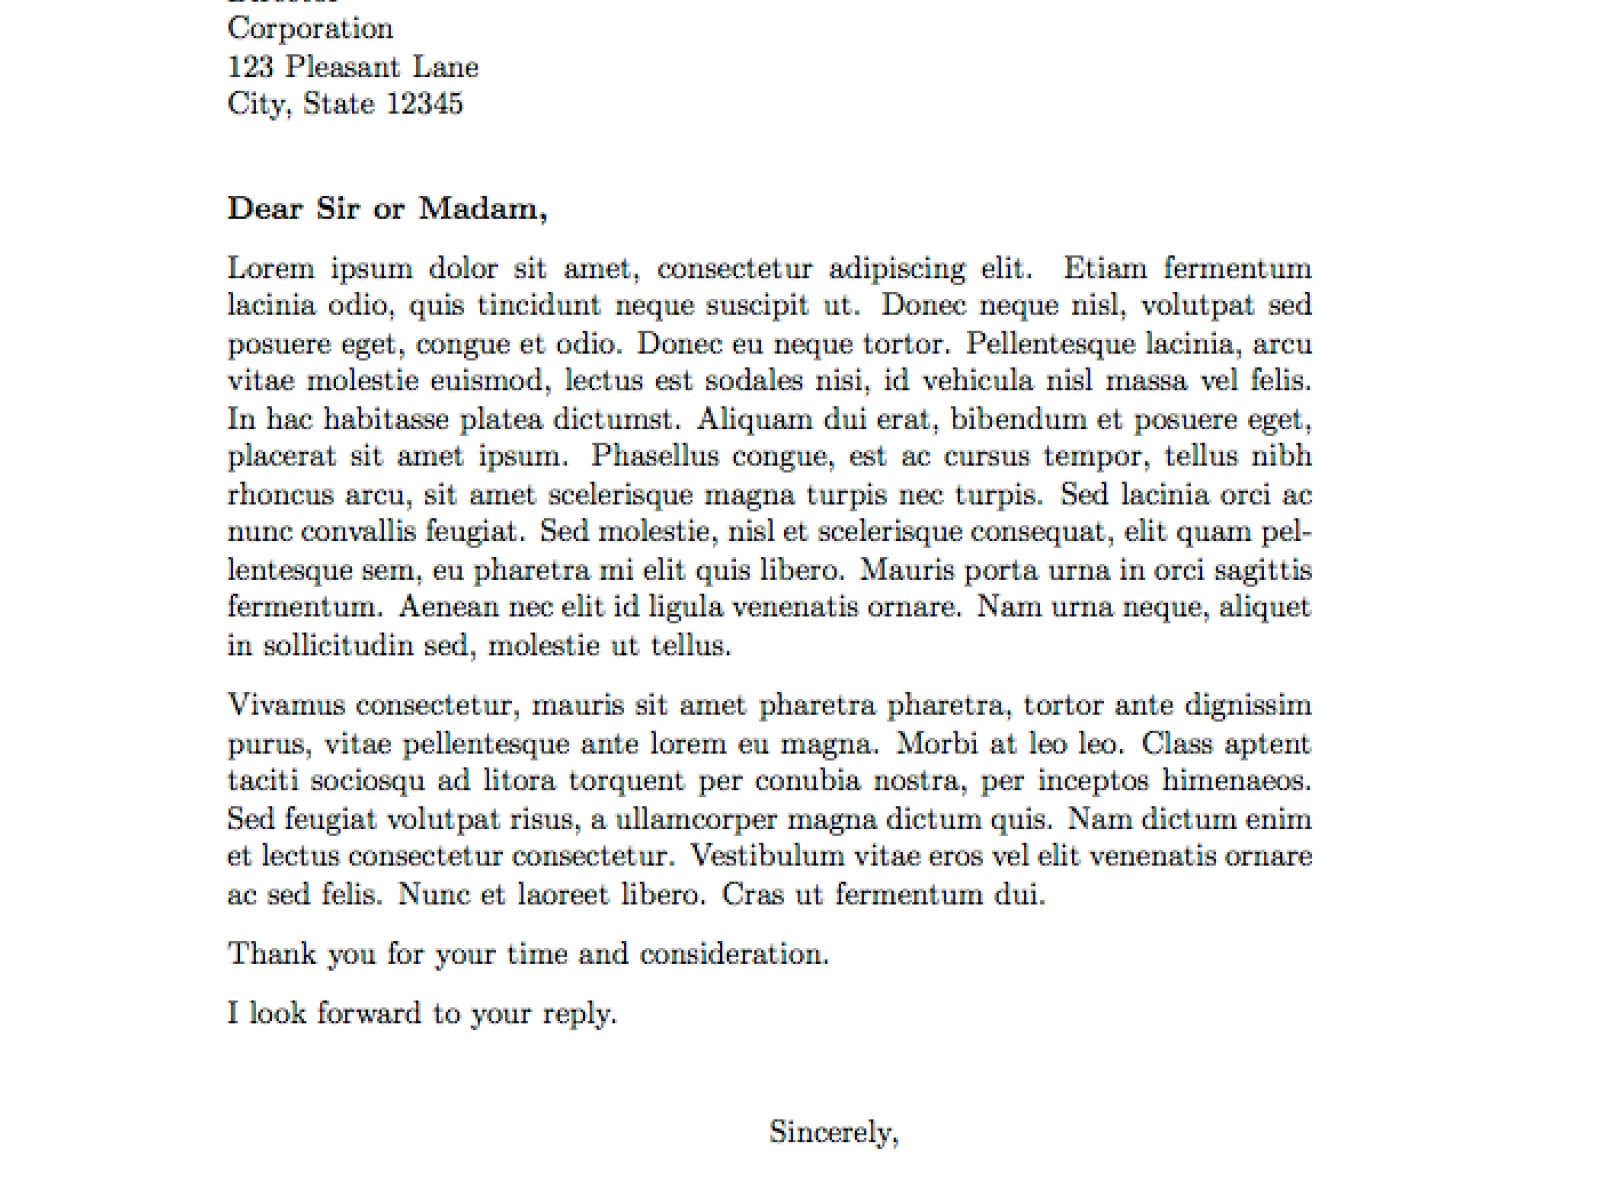 Corporation
123 Pleasant Lane
City, State 12345
Dear Sir or Madam,
Lorem ipsum dolor sit amet, consectetur adipiscing elit. Etiam fermentum
lacinia odio, quis tincidunt neque suscipit ut. Donec neque nisl, volutpat sed
posuere eget, congue et odio. Donec eu neque tortor. Pellentesque lacinia, arcu
vitae molestie euismod, lectus est sodales nisi, id vehicula nisl massa vel felis.
In hac habitasse platea dictumst. Aliquam dui erat, bibendum et posuere eget,
placerat sit amet ipsum. Phasellus congue, est ac cursus tempor, tellus nibh
rhoncus arcu, sit amet scelerisque magna turpis nec turpis. Sed lacinia orci ac
nunc convallis feugiat. Sed molestie, nisl et scelerisque consequat, elit quam pel-
lentesque sem, eu pharetra mi elit quis libero. Mauris porta urna in orci sagittis
fermentum. Aenean nec elit id ligula venenatis ornare. Nam urna neque, aliquet
in sollicitudin sed, molestie ut tellus.
Vivamus consectetur, mauris sit amet pharetra pharetra, tortor ante dignissim
purus, vitae pellentesque ante lorem eu magna. Morbi at leo leo. Class aptent
taciti sociosqu ad litora torquent per conubia nostra, per inceptos himenaeos.
Sed feugiat volutpat risus, a ullamcorper magna dictum quis. Nam dictum enim
et lectus consectetur consectetur. Vestibulum vitae eros vel elit venenatis ornare
ac sed felis. Nunc et laoreet libero. Cras ut fermentum dui.
Thank you for your time and consideration.
I look forward to your reply.
Sincerely,